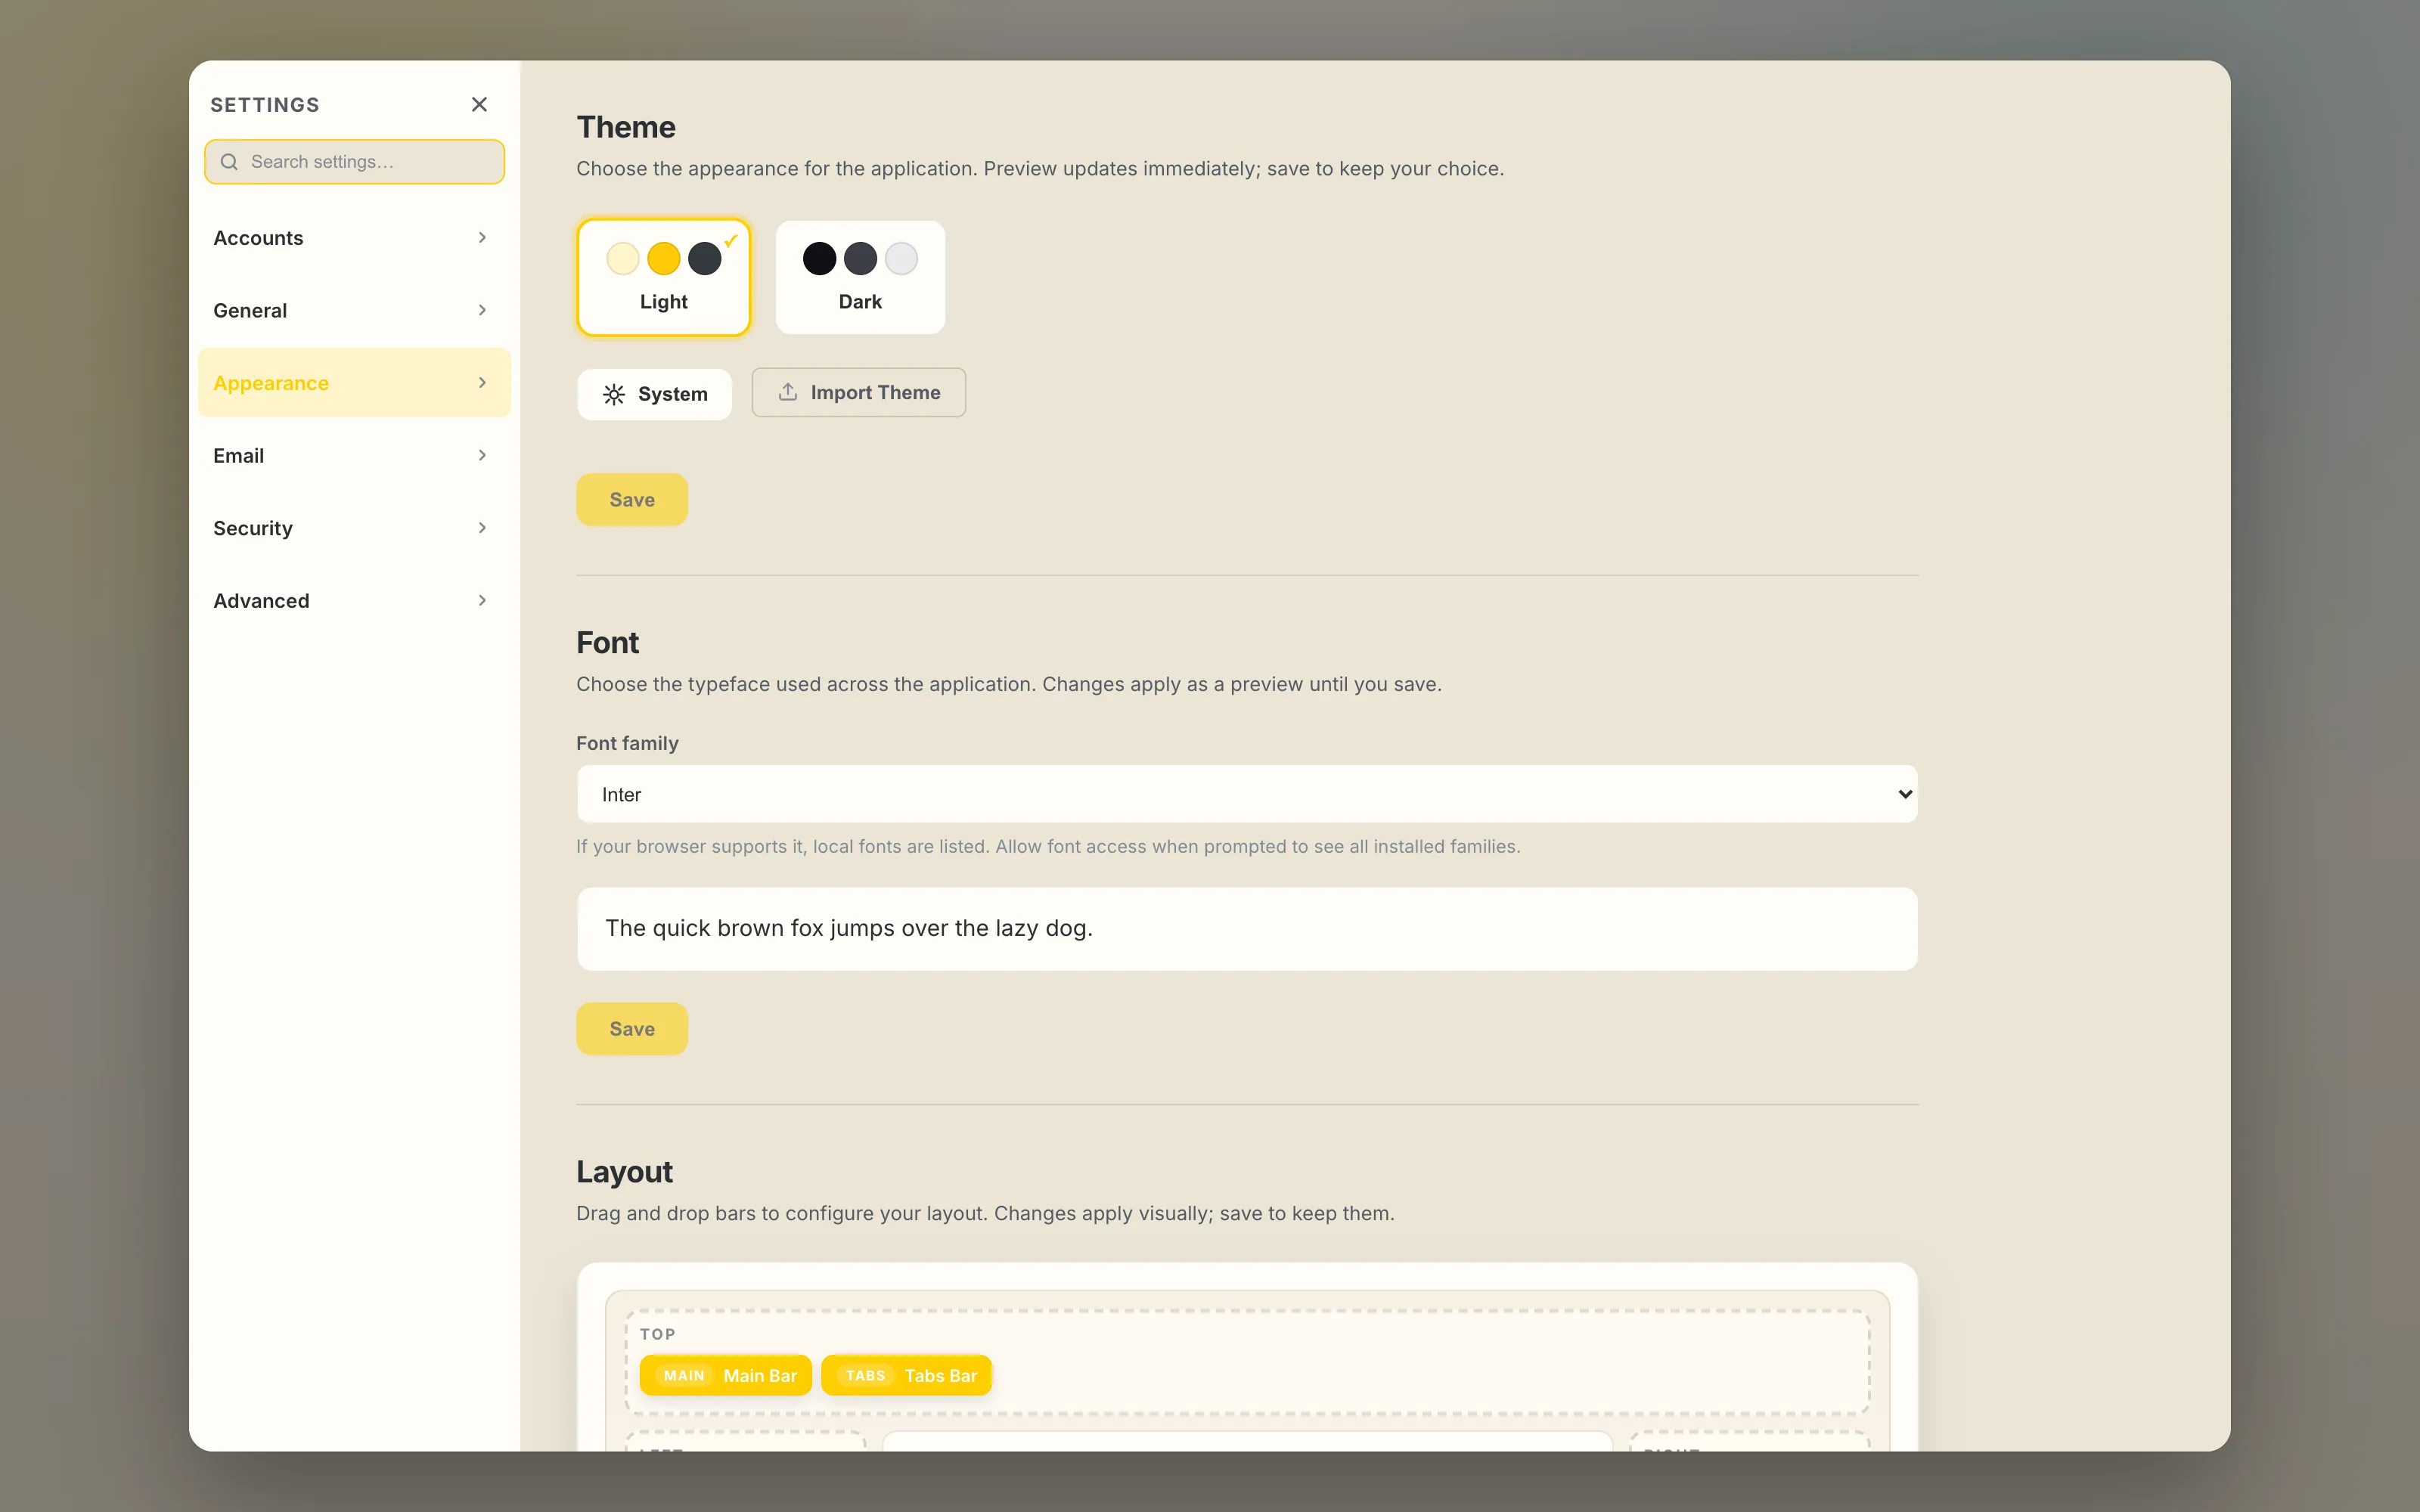 SETTINGS
Search settings...
Accounts
General
Appearance
Email
Security
Advanced
Theme
Choose the appearance for the application. Preview updates immediately; save to keep your choice.
Light
Dark
System
Import Theme
Save
Font
Choose the typeface used across the application. Changes apply as a preview until you save.
Font family
Inter
If your browser supports it, local fonts are listed. Allow font access when prompted to see all installed families.
The quick brown fox jumps over the lazy dog.
Save
Layout
Drag and drop bars to configure your layout. Changes apply visually; save to keep them.
TOP
MAIN Main Bar TABS Tabs Bar